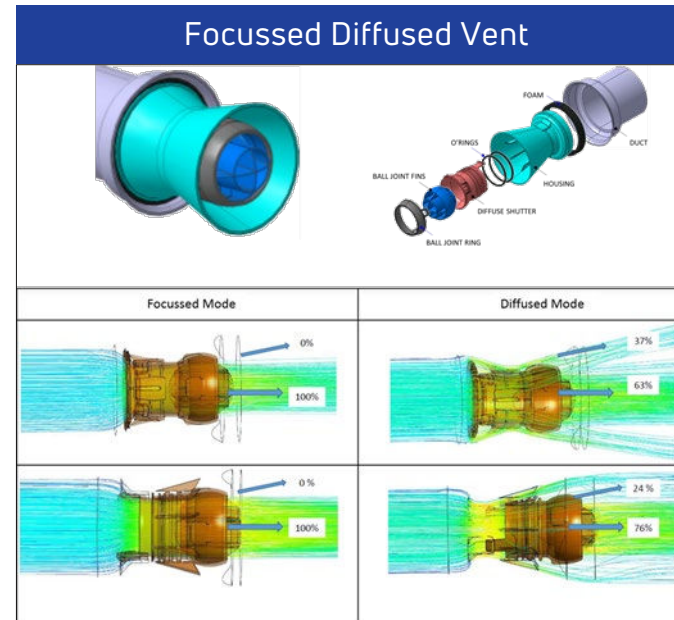 Focussed Diffused Vent
FOAM
DUCT
O'RINGS
HOUSING
BALL JOINT FINS
DIFFUSE SHUTTER
BALL JOINT RING
Focussed Mode
Diffused Mode
0%
100%
37%
63%
0 %
100%
24 %
76%